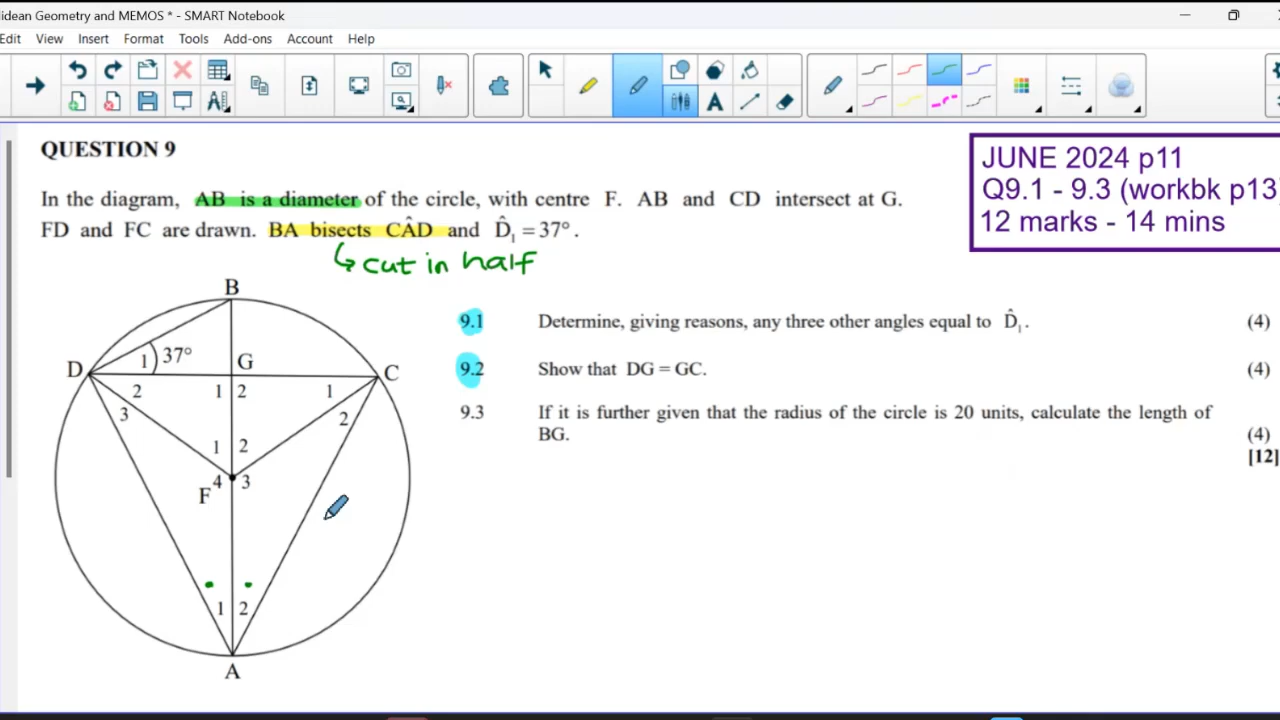 idean Geometry and MEMOS * - SMART Notebook
Edit View Insert Format Tools Add-ons Account Help
QUESTION 9
In the diagram, AB is a diameter of the circle, with centre F. AB and CD intersect at G.
FD and FC are drawn. BA bisects CÂD and D̂₁ = 37°.
cut in half
JUNE 2024 p11
Q9.1 - 9.3 (workbk p13)
12 marks - 14 mins
9.1 Determine, giving reasons, any three other angles equal to D̂₁. (4)
9.2 Show that DG = GC. (4)
9.3 If it is further given that the radius of the circle is 20 units, calculate the length of
BG. (4)
[12]
B
D 1 37° G C
2 1 2 1
3 2
1 2
F 4 3
1 2
A